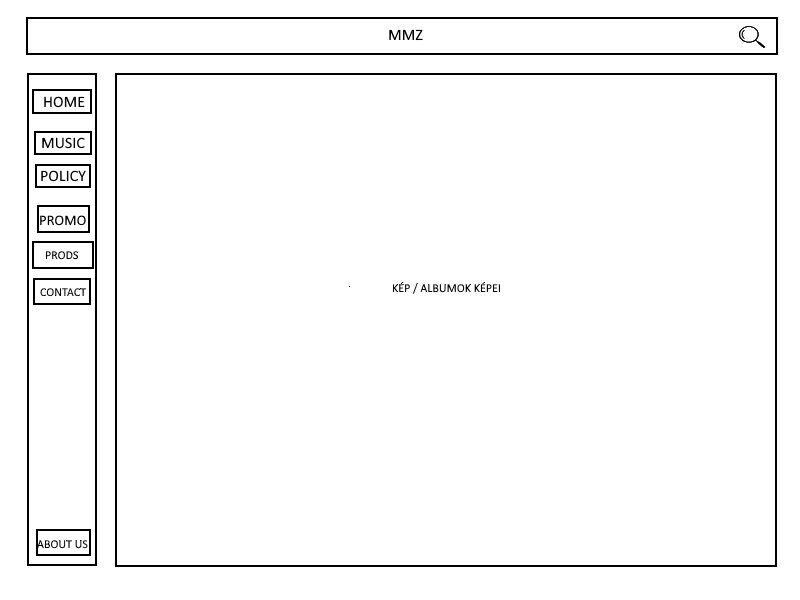 MMZ
HOME
MUSIC
POLICY
PROMO
PRODS
CONTACT
KÉP / ALBUMOK KÉPEI
ABOUT US